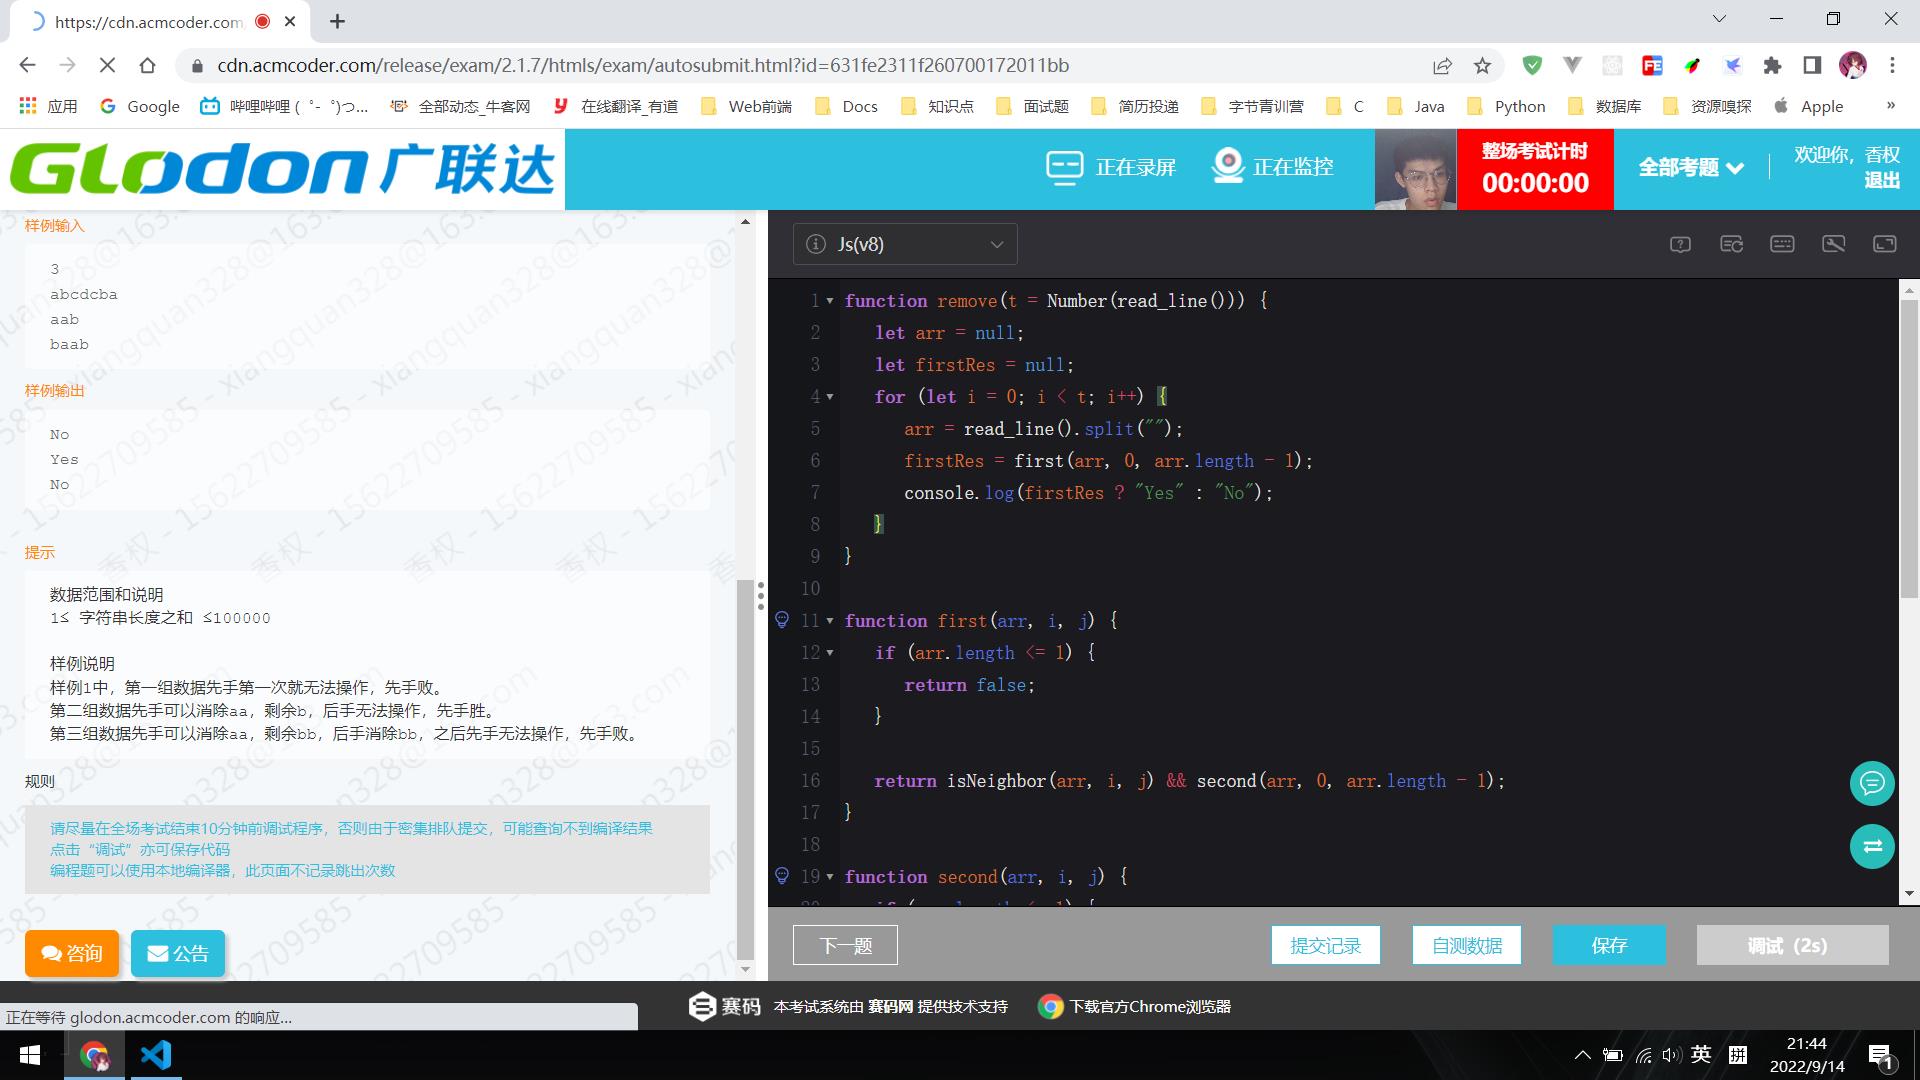 https://cdn.acmcoder.com
cdn.acmcoder.com/release/exam/2.1.7/htmls/exam/autosubmit.html?id=631fe2311f260700172011bb
应用
Google
哔哩哔哩 (゜-゜)つ...
全部动态_牛客网
在线翻译_有道
Web前端
Docs
知识点
面试题
简历投递
字节青训营
C
Java
Python
数据库
资源嗅探
Apple
»
GLodon广联达
正在录屏
正在监控
整场考试计时
00:00:00
全部考题
欢迎你，香权
退出
样例输入
3
abcdcba
aab
baab
样例输出
No
Yes
No
提示
数据范围和说明
1≤ 字符串长度之和 ≤100000
样例说明
样例1中，第一组数据先手第一次就无法操作，先手败。
第二组数据先手可以消除aa，剩余b，后手无法操作，先手胜。
第三组数据先手可以消除aa，剩余bb，后手消除bb，之后先手无法操作，先手败。
规则
请尽量在全场考试结束10分钟前调试程序，否则由于密集排队提交，可能查询不到编译结果
点击“调试”亦可保存代码
编程题可以使用本地编译器，此页面不记录跳出次数
香权 - 15622709585 - xiangquan328@163.com
咨询
公告
Js(v8)
1 function remove(t = Number(read_line())) {
2 let arr = null;
3 let firstRes = null;
4 for (let i = 0; i < t; i++) {
5 arr = read_line().split("");
6 firstRes = first(arr, 0, arr.length - 1);
7 console.log(firstRes ? "Yes" : "No");
8 }
9 }
10
11 function first(arr, i, j) {
12 if (arr.length <= 1) {
13 return false;
14 }
15
16 return isNeighbor(arr, i, j) && second(arr, 0, arr.length - 1);
17 }
18
19 function second(arr, i, j) {
下一题
提交记录
自测数据
保存
调试（2s）
赛码
本考试系统由 赛码网 提供技术支持
下载官方Chrome浏览器
正在等待 glodon.acmcoder.com 的响应...
英
拼
21:44
2022/9/14
1